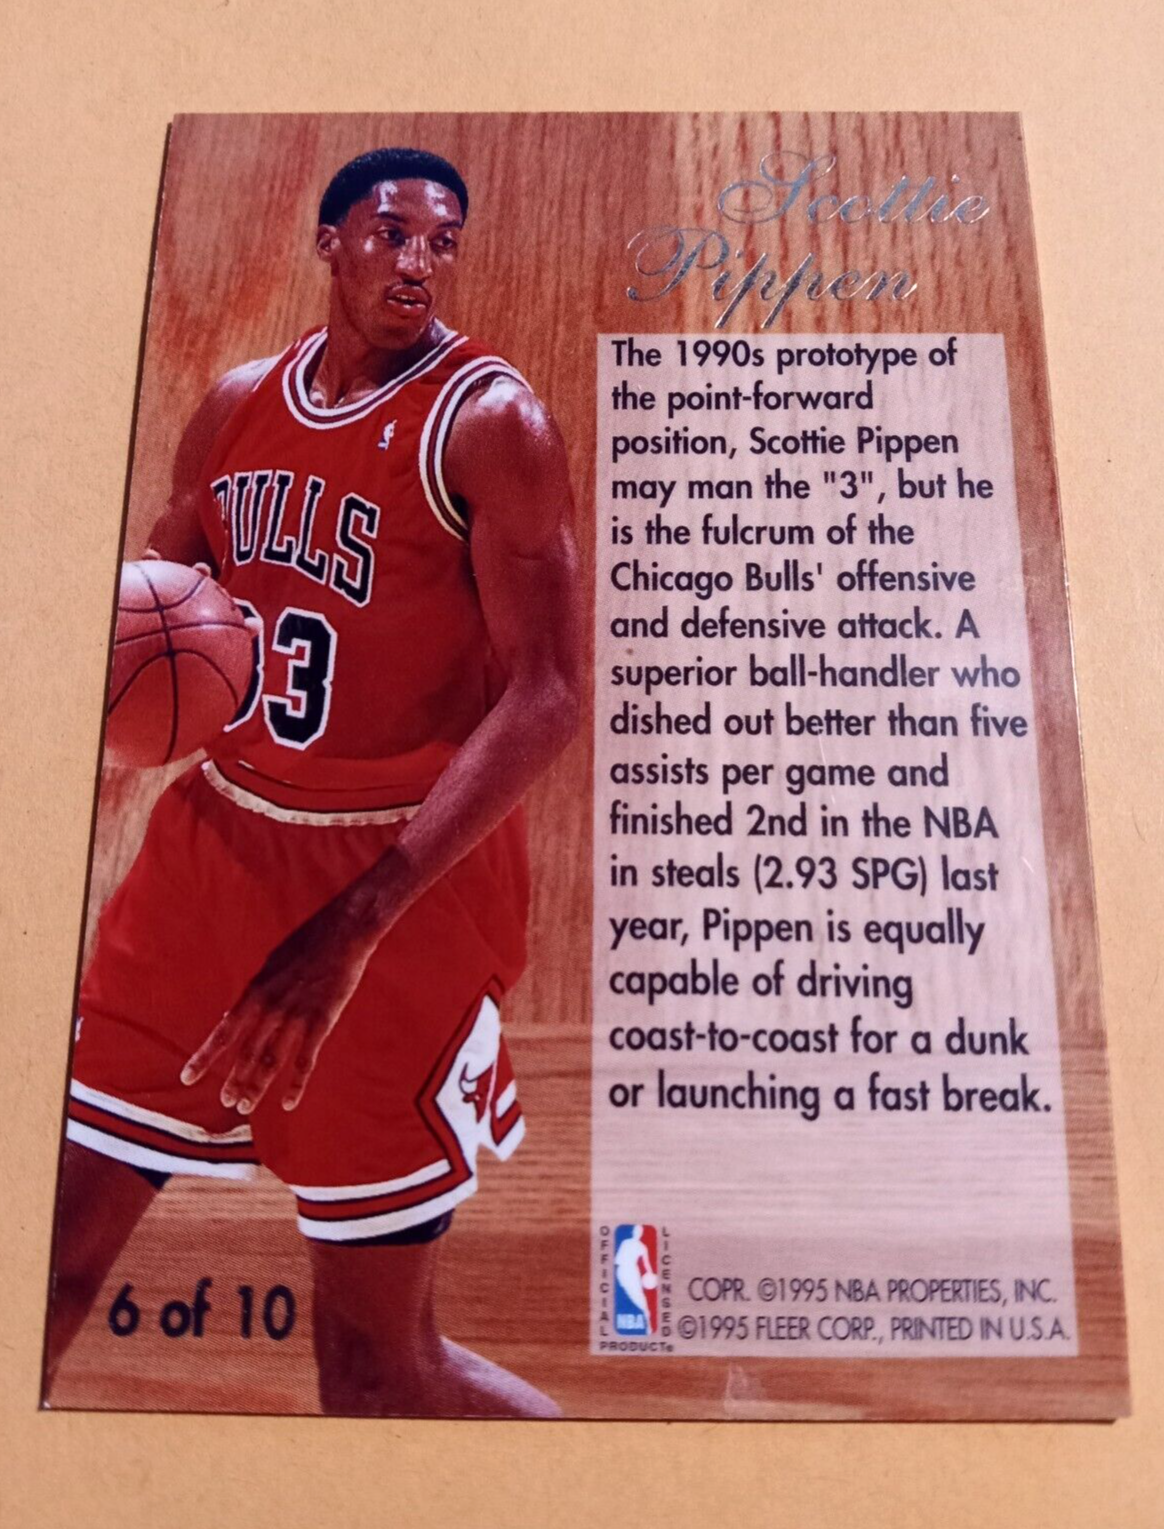 Scottie
Pippen
The 1990s prototype of
the point-forward
position, Scottie Pippen
may man the "3", but he
is the fulcrum of the
Chicago Bulls' offensive
and defensive attack. A
superior ball-handler who
dished out better than five
assists per game and
finished 2nd in the NBA
in steals (2.93 SPG) last
year, Pippen is equally
capable of driving
coast-to-coast for a dunk
or launching a fast break.
BULLS
33
6 of 10
OFFICIAL
LICENSED
NBA
PRODUCT®
COPR. ©1995 NBA PROPERTIES, INC.
©1995 FLEER CORP., PRINTED IN U.S.A.